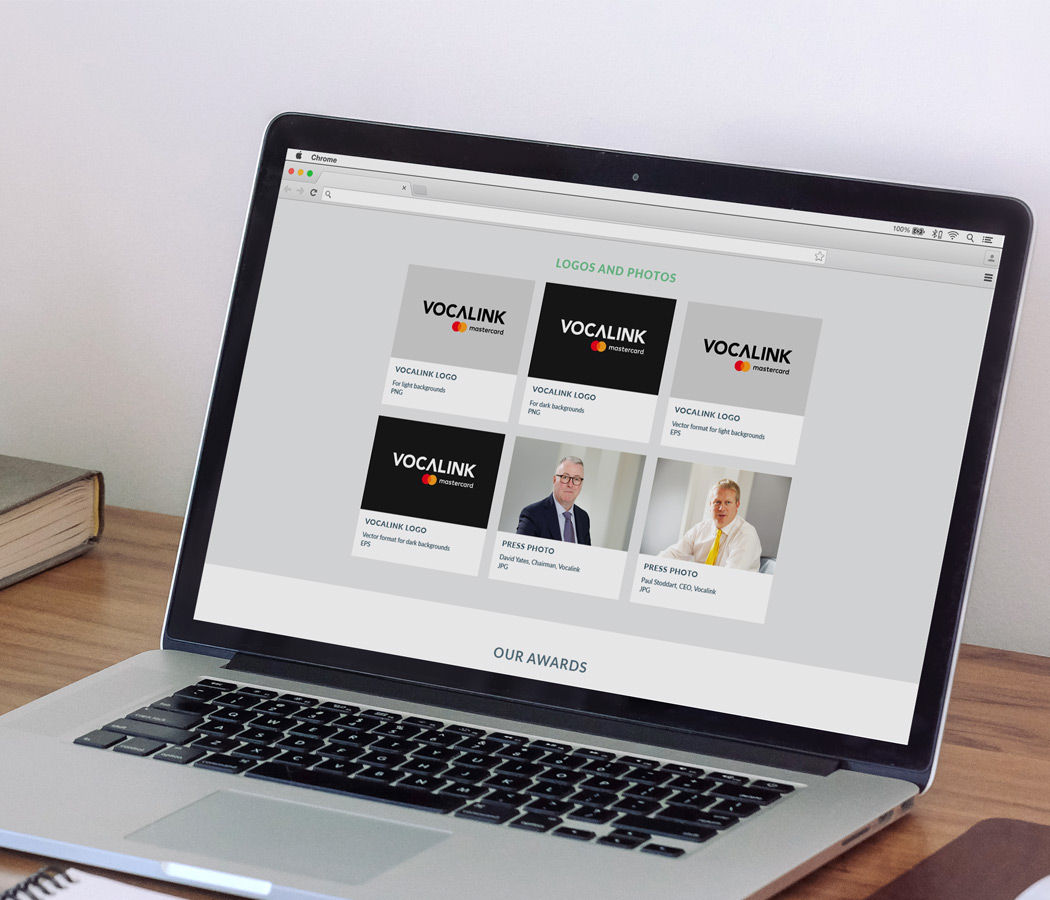 Chrome
100%
LOGOS AND PHOTOS
VOCALINK
mastercard
VOCALINK LOGO
For light backgrounds
PNG
VOCALINK
mastercard
VOCALINK LOGO
For dark backgrounds
PNG
VOCALINK
mastercard
VOCALINK LOGO
Vector format for light backgrounds
EPS
VOCALINK
mastercard
VOCALINK LOGO
Vector format for dark backgrounds
EPS
PRESS PHOTO
David Yates, Chairman, Vocalink
JPG
PRESS PHOTO
Paul Stoddart, CEO, Vocalink
JPG
OUR AWARDS